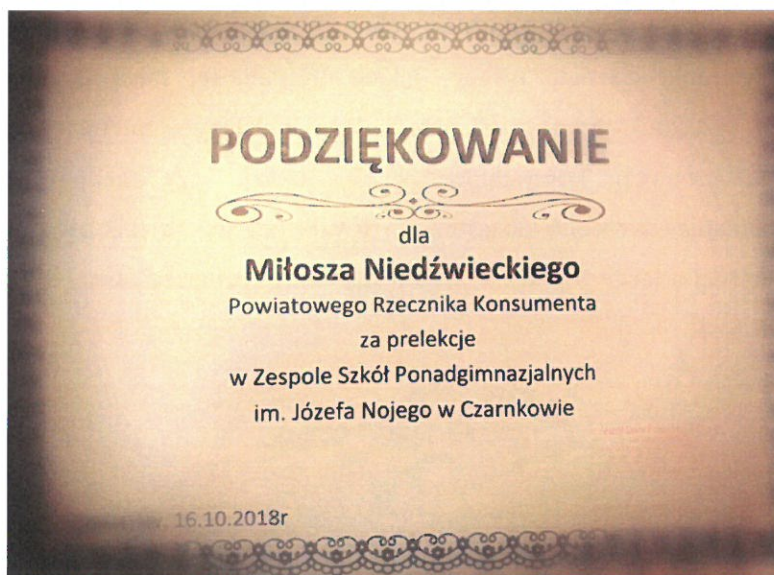 PODZIĘKOWANIE
dla
Miłosza Niedźwieckiego
Powiatowego Rzecznika Konsumenta
za prelekcje
w Zespole Szkół Ponadgimnazjalnych
im. Józefa Nojego w Czarnkowie
16.10.2018r